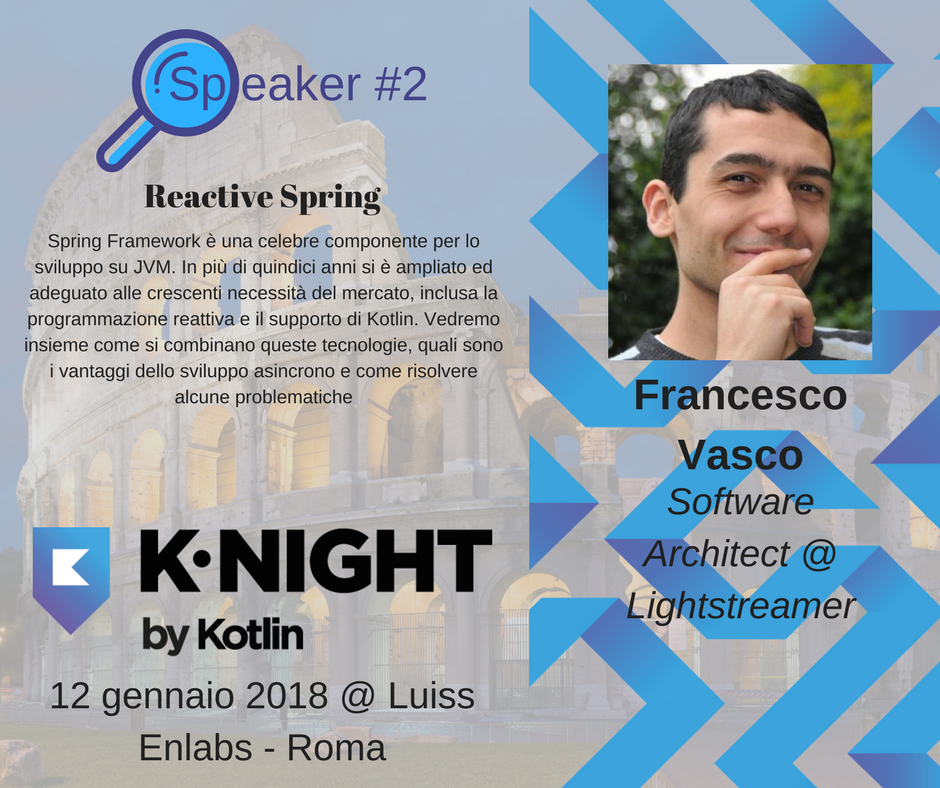 Speaker #2
Reactive Spring
Spring Framework è una celebre componente per lo
sviluppo su JVM. In più di quindici anni si è ampliato ed
adeguato alle crescenti necessità del mercato, inclusa la
programmazione reattiva e il supporto di Kotlin. Vedremo
insieme come si combinano queste tecnologie, quali sono
i vantaggi dello sviluppo asincrono e come risolvere
alcune problematiche
K·NIGHT
by Kotlin
12 gennaio 2018 @ Luiss
Enlabs - Roma
Francesco
Vasco
Software
Architect @
Lightstreamer